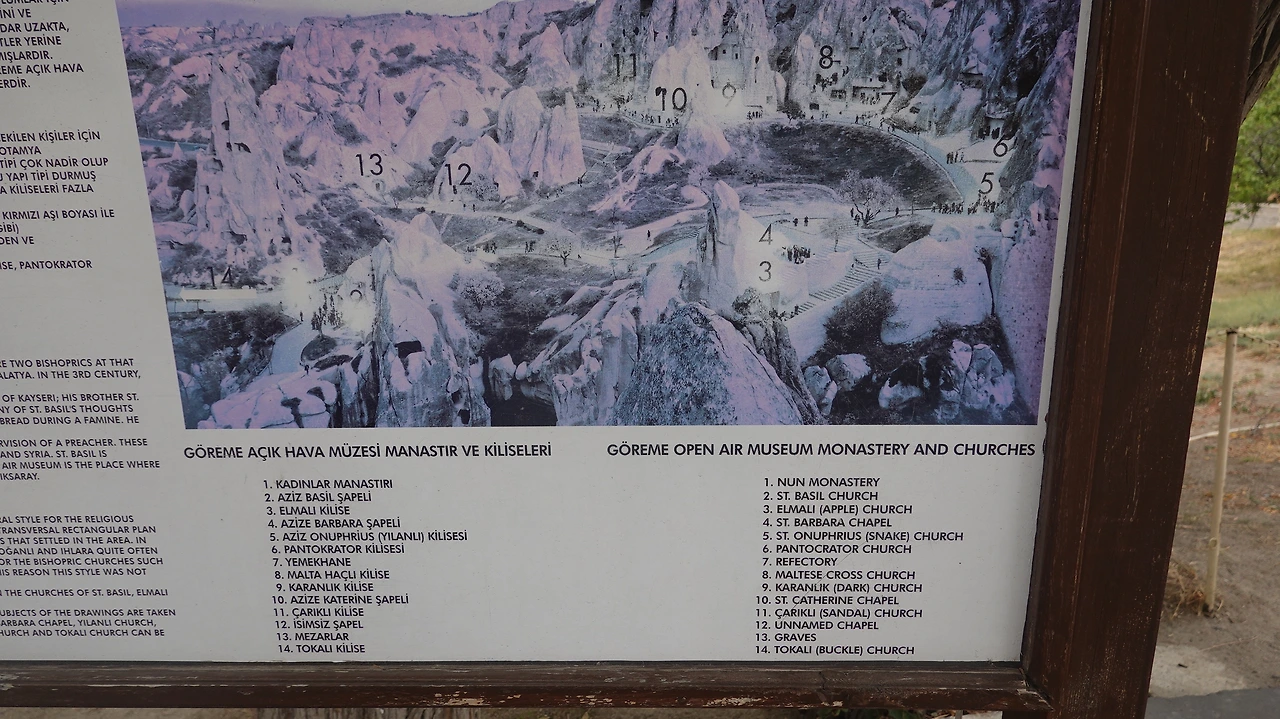 INI VE
DAR UZAKTA,
TLER YERİNE
MIŞLARDIR.
EME AÇIK HAVA
ERDİR.
EKİLEN KİŞİLER İÇİN
OTAMYA
TİPİ ÇOK NADİR OLUP
U YAPI TİPİ DURMUŞ
A KİLİSELERİ FAZLA
KIRMIZI AŞI BOYASI İLE
GİBİ)
DEN VE
ISE, PANTOKRATOR
RE TWO BISHOPRICS AT THAT
ALATYA. IN THE 3RD CENTURY,
OF KAYSERI; HIS BROTHER ST.
NY OF ST. BASIL'S THOUGHTS
BREAD DURING A FAMINE. HE
RVISION OF A PREACHER. THESE
AND SYRIA. ST. BASIL IS
AIR MUSEUM IS THE PLACE WHERE
IKSARAY.
RAL STYLE FOR THE RELIGIOUS
TRANSVERSAL RECTANGULAR PLAN
S THAT SETTLED IN THE AREA. IN
OĞANLI AND IHLARA QUITE OFTEN
OR THE BISHOPRIC CHURCHES SUCH
HIS REASON THIS STYLE WAS NOT
N THE CHURCHES OF ST. BASIL, ELMALI
UBJECTS OF THE DRAWINGS ARE TAKEN
ARBARA CHAPEL, YILANLI CHURCH,
HURCH AND TOKALI CHURCH CAN BE
11
8
10
9
7
6
13
12
5
4
3
14
2
GÖREME AÇIK HAVA MÜZESİ MANASTIR VE KİLİSELERİ
1. KADINLAR MANASTIRI
2. AZİZ BASİL ŞAPELİ
3. ELMALI KİLİSE
4. AZİZE BARBARA ŞAPELİ
5. AZİZ ONUPHRİUS (YILANLI) KİLİSESİ
6. PANTOKRATOR KİLİSESİ
7. YEMEKHANE
8. MALTA HAÇLI KİLİSE
9. KARANLIK KİLİSE
10. AZİZE KATERİNE ŞAPELİ
11. ÇARIKLI KİLİSE
12. İSİMSİZ ŞAPEL
13. MEZARLAR
14. TOKALI KİLİSE
GÖREME OPEN AIR MUSEUM MONASTERY AND CHURCHES
1. NUN MONASTERY
2. ST. BASIL CHURCH
3. ELMALI (APPLE) CHURCH
4. ST. BARBARA CHAPEL
5. ST. ONUPHRIUS (SNAKE) CHURCH
6. PANTOCRATOR CHURCH
7. REFECTORY
8. MALTESE CROSS CHURCH
9. KARANLIK (DARK) CHURCH
10. ST. CATHERINE CHAPEL
11. ÇARIKLI (SANDAL) CHURCH
12. UNNAMED CHAPEL
13. GRAVES
14. TOKALI (BUCKLE) CHURCH